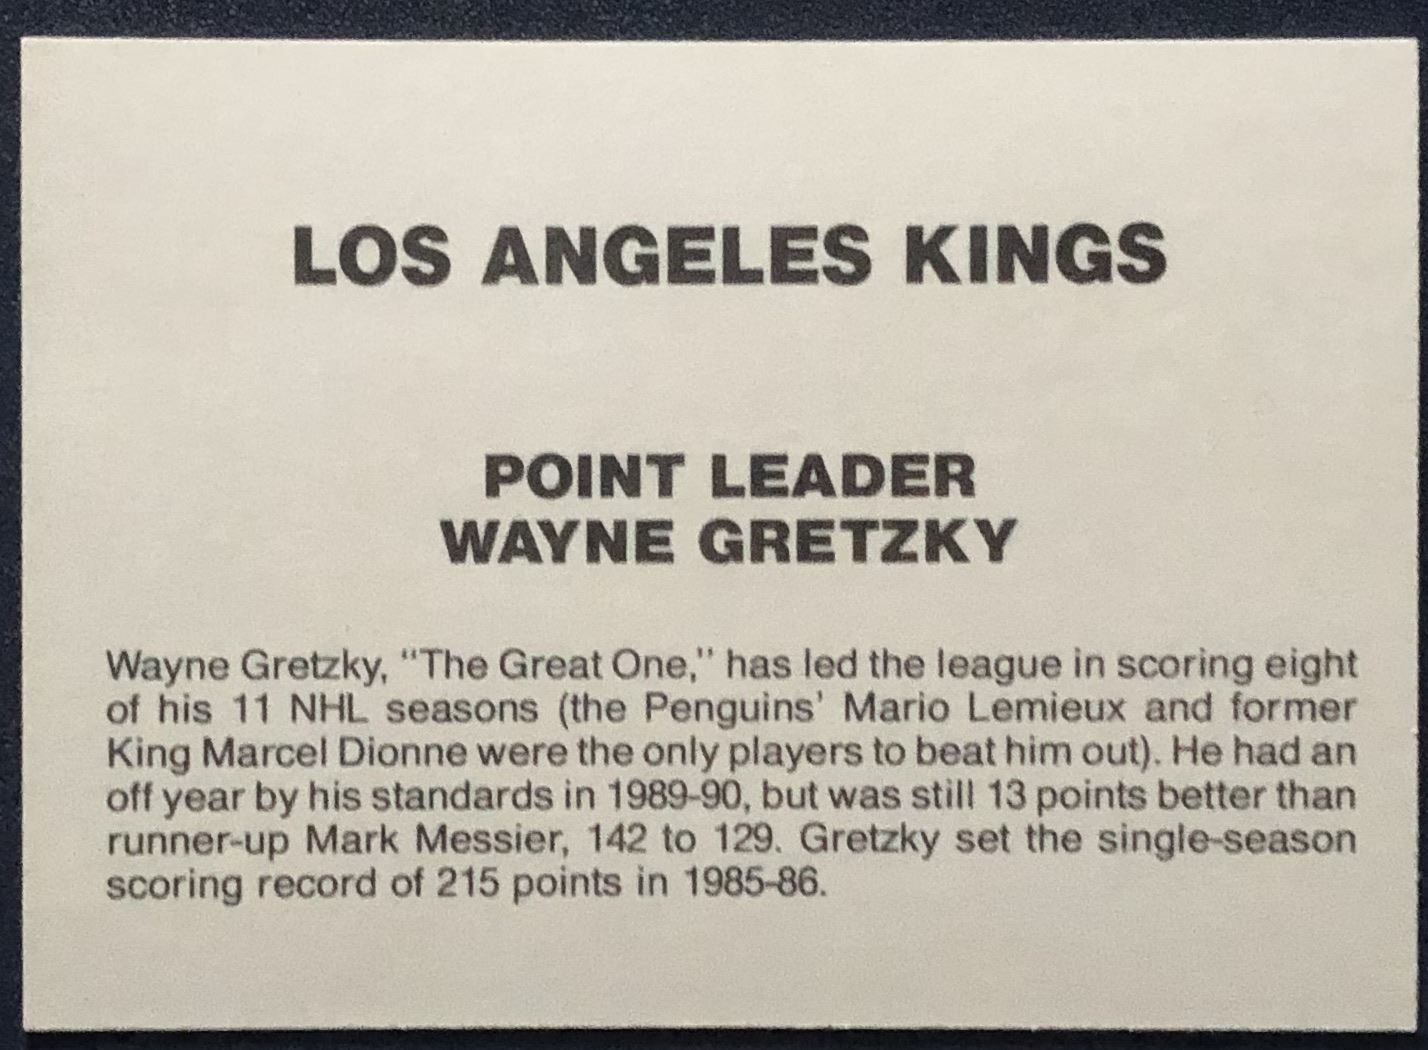 LOS ANGELES KINGS
POINT LEADER
WAYNE GRETZKY
Wayne Gretzky, "The Great One," has led the league in scoring eight
of his 11 NHL seasons (the Penguins' Mario Lemieux and former
King Marcel Dionne were the only players to beat him out). He had an
off year by his standards in 1989-90, but was still 13 points better than
runner-up Mark Messier, 142 to 129. Gretzky set the single-season
scoring record of 215 points in 1985-86.